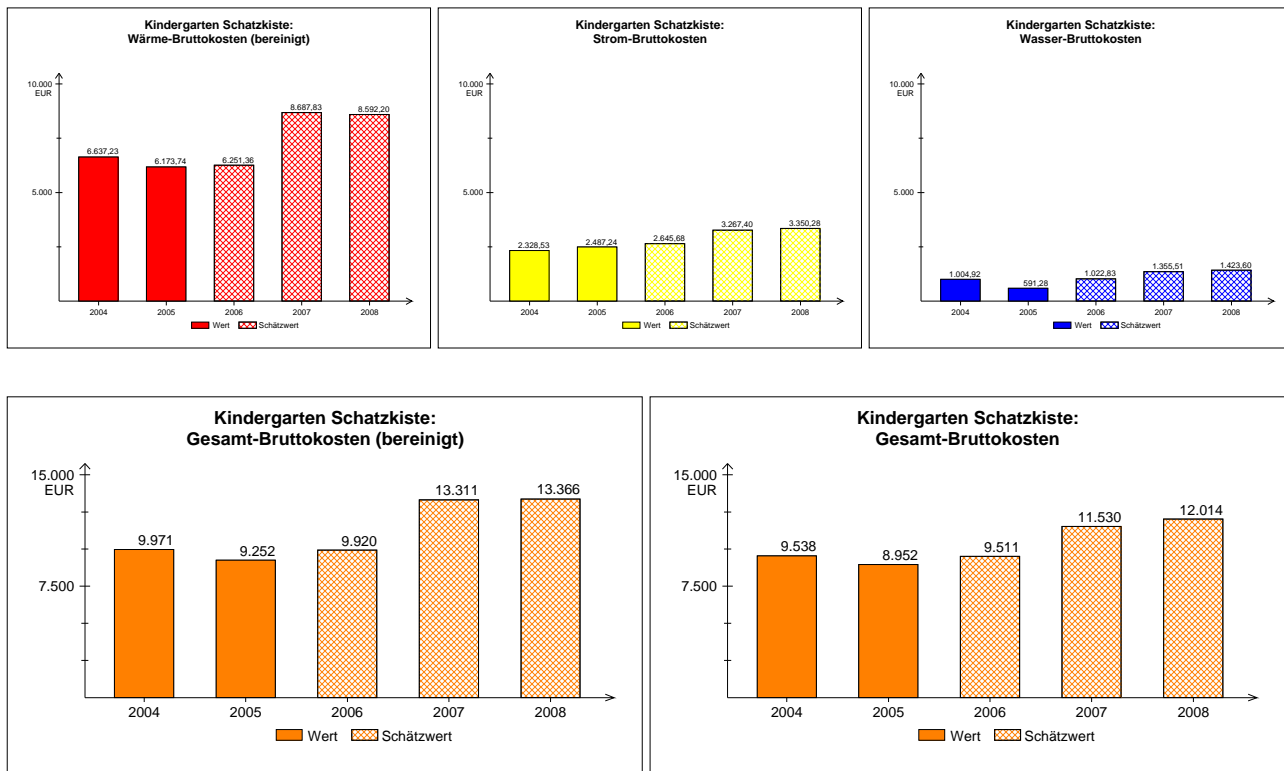 Kindergarten Schatzkiste:
Wärme-Bruttokosten (bereinigt)
10.000
EUR
5.000
6.637,23
6.173,74
6.251,36
8.687,83
8.592,20
2004
2005
2006
2007
2008
Wert
Schätzwert
Kindergarten Schatzkiste:
Strom-Bruttokosten
10.000
EUR
5.000
2.328,53
2.487,24
2.645,68
3.267,40
3.350,28
2004
2005
2006
2007
2008
Wert
Schätzwert
Kindergarten Schatzkiste:
Wasser-Bruttokosten
10.000
EUR
5.000
1.004,92
591,28
1.022,83
1.355,51
1.423,60
2004
2005
2006
2007
2008
Wert
Schätzwert
Kindergarten Schatzkiste:
Gesamt-Bruttokosten (bereinigt)
15.000
EUR
7.500
9.971
9.252
9.920
13.311
13.366
2004
2005
2006
2007
2008
Wert
Schätzwert
Kindergarten Schatzkiste:
Gesamt-Bruttokosten
15.000
EUR
7.500
9.538
8.952
9.511
11.530
12.014
2004
2005
2006
2007
2008
Wert
Schätzwert